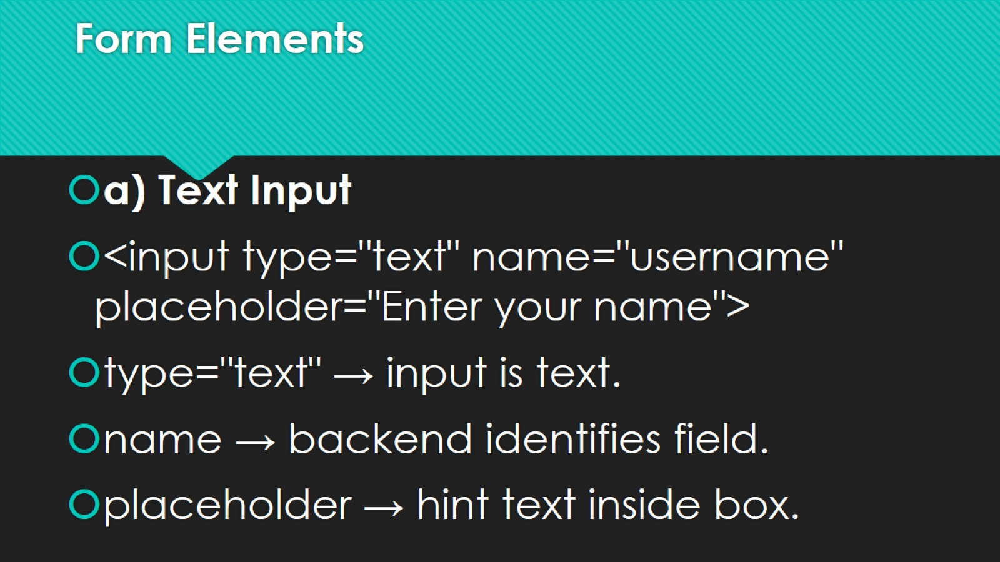 Form Elements
a) Text Input
<input type="text" name="username"
placeholder="Enter your name">
type="text" → input is text.
name → backend identifies field.
placeholder → hint text inside box.